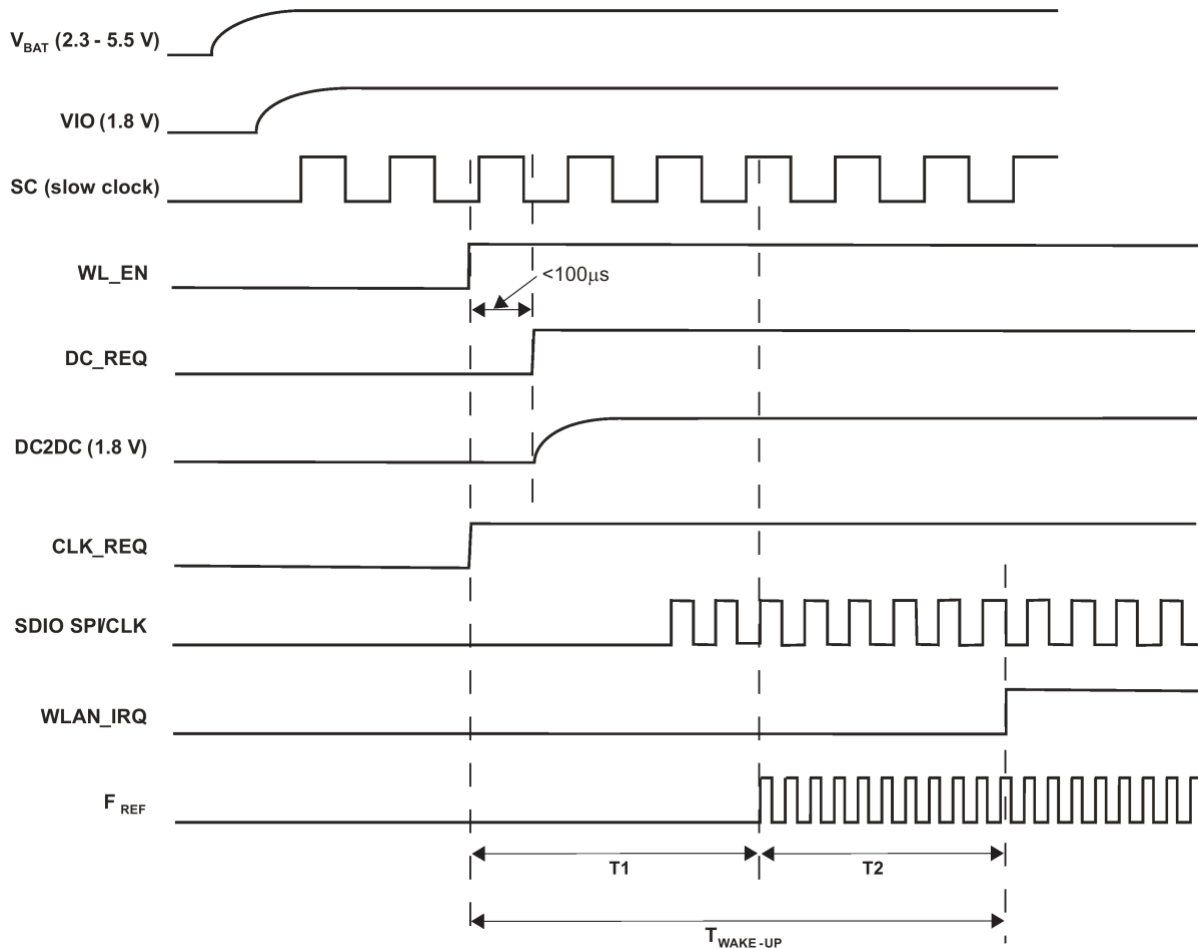 VBAT (2.3 - 5.5 V)
VIO (1.8 V)
SC (slow clock)
WL_EN
<100μs
DC_REQ
DC2DC (1.8 V)
CLK_REQ
SDIO SPI/CLK
WLAN_IRQ
F REF
T1
T2
TWAKE-UP